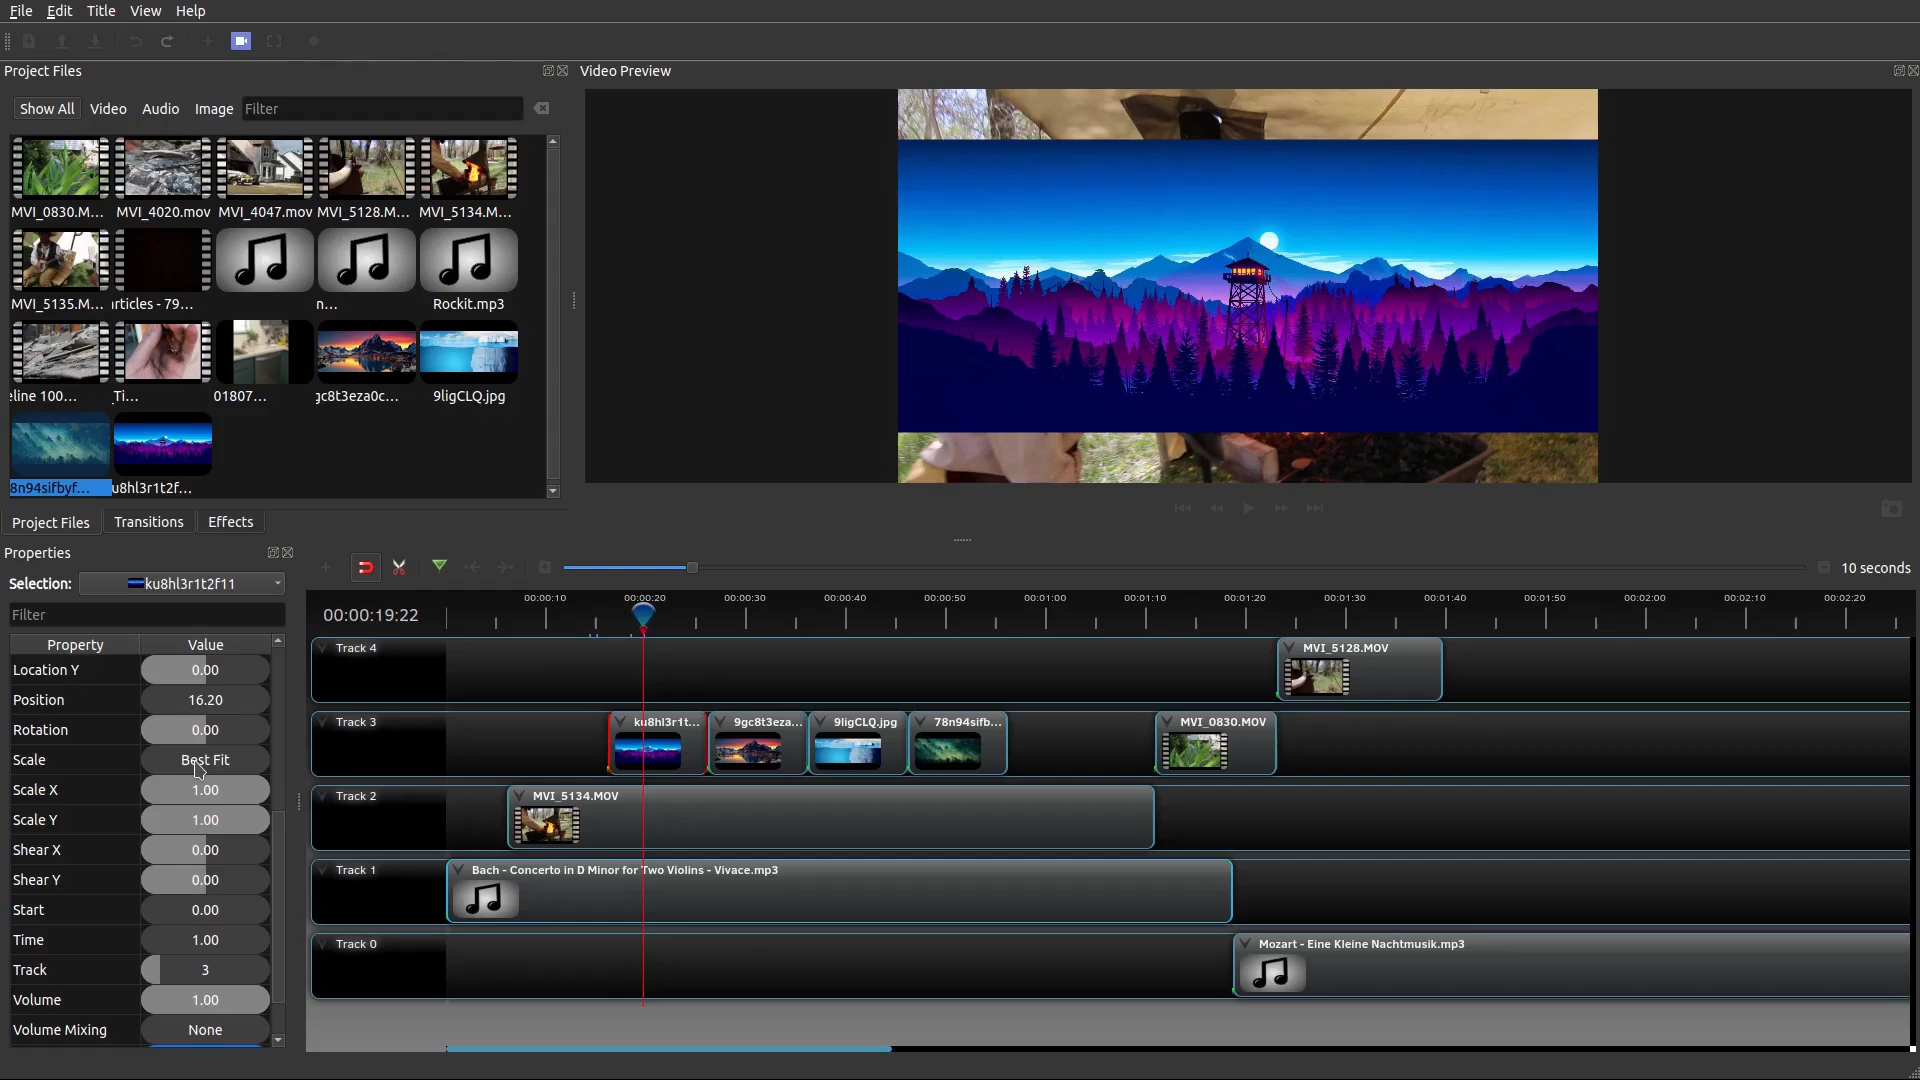 File Edit Title View Help
Project Files
Video Preview
Show All Video Audio Image Filter
MVI_0830.M... MVI_4020.mov MVI_4047.mov MVI_5128.M... MVI_5134.M...
MVI_5135.M... articles - 79... n... Rockit.mp3
eline 100... _Ti... 01807... gc8t3eza0c... 9ligCLQ.jpg
78n94sifbyf... u8hl3r1t2f...
Project Files Transitions Effects
Properties
Selection: ku8hl3r1t2f11
10 seconds
Filter
Property Value
Location Y 0.00
Position 16.20
Rotation 0.00
Scale Best Fit
Scale X 1.00
Scale Y 1.00
Shear X 0.00
Shear Y 0.00
Start 0.00
Time 1.00
Track 3
Volume 1.00
Volume Mixing None
00:00:10 00:00:20 00:00:30 00:00:40 00:00:50 00:01:00 00:01:10 00:01:20 00:01:30 00:01:40 00:01:50 00:02:00 00:02:10 00:02:20
00:00:19:22
Track 4 MVI_5128.MOV
Track 3 ku8hl3r1t... 9gc8t3eza... 9ligCLQ.jpg 78n94sifb... MVI_0830.MOV
Track 2 MVI_5134.MOV
Track 1 Bach - Concerto in D Minor for Two Violins - Vivace.mp3
Track 0 Mozart - Eine Kleine Nachtmusik.mp3